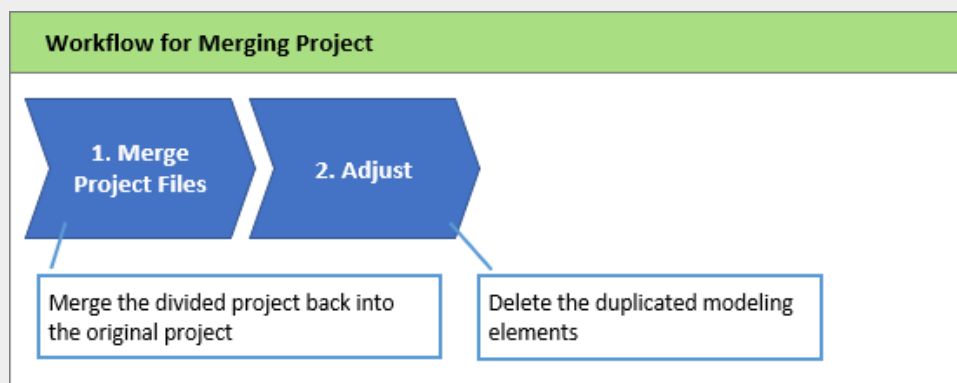 Workflow for Merging Project
1. Merge
Project Files
2. Adjust
Merge the divided project back into
the original project
Delete the duplicated modeling
elements